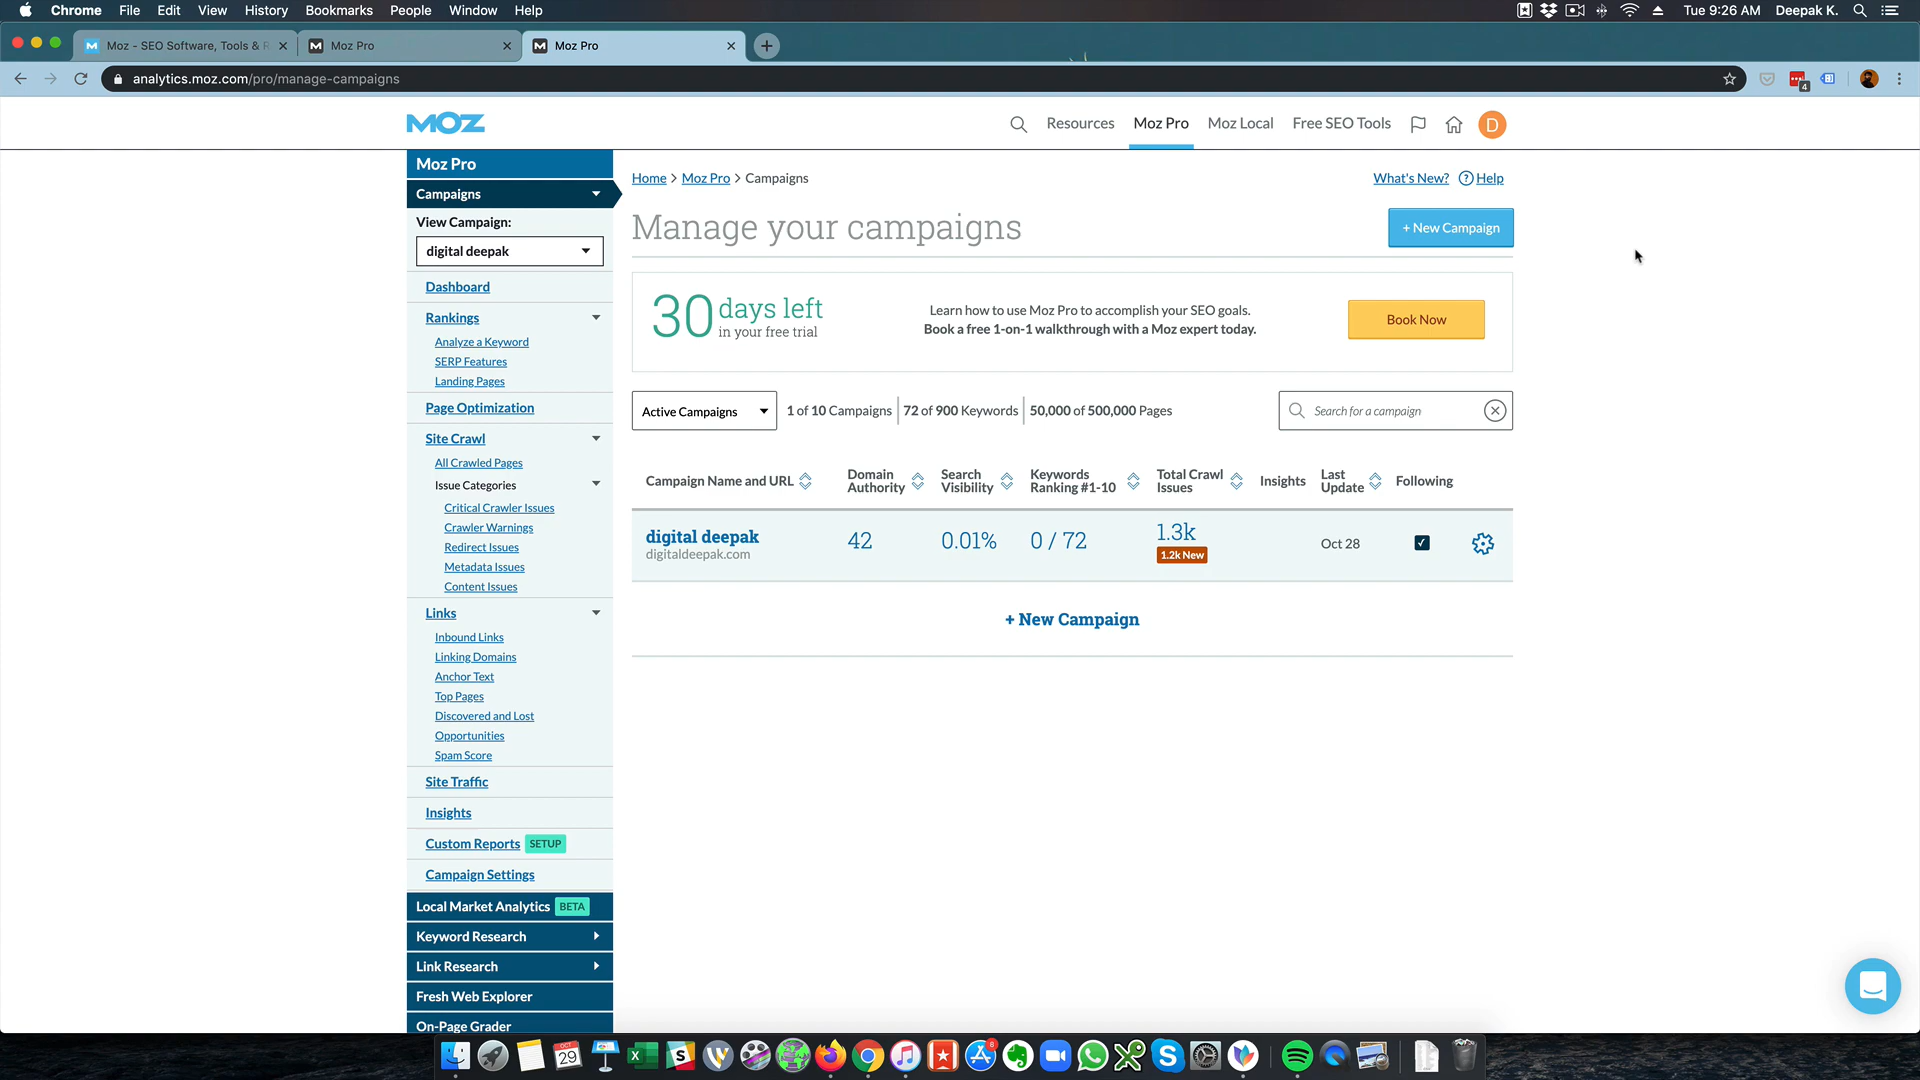 Chrome File Edit View History Bookmarks People Window Help Tue 9:26 AM Deepak K.
Moz - SEO Software, Tools & R
Moz Pro
Moz Pro
analytics.moz.com/pro/manage-campaigns
4
MOZ
Resources Moz Pro Moz Local Free SEO Tools D
Moz Pro
Campaigns
View Campaign:
digital deepak
Dashboard
Rankings
Analyze a Keyword
SERP Features
Landing Pages
Page Optimization
Site Crawl
All Crawled Pages
Issue Categories
Critical Crawler Issues
Crawler Warnings
Redirect Issues
Metadata Issues
Content Issues
Links
Inbound Links
Linking Domains
Anchor Text
Top Pages
Discovered and Lost
Opportunities
Spam Score
Site Traffic
Insights
Custom Reports SETUP
Campaign Settings
Local Market Analytics BETA
Keyword Research
Link Research
Fresh Web Explorer
On-Page Grader
Home > Moz Pro > Campaigns
What's New? ? Help
Manage your campaigns
+ New Campaign
30 days left
in your free trial
Learn how to use Moz Pro to accomplish your SEO goals.
Book a free 1-on-1 walkthrough with a Moz expert today.
Book Now
Active Campaigns
1 of 10 Campaigns
72 of 900 Keywords
50,000 of 500,000 Pages
Search for a campaign
Campaign Name and URL
Domain
Authority
Search
Visibility
Keywords
Ranking #1-10
Total Crawl
Issues
Insights
Last
Update
Following
digital deepak
digitaldeepak.com
42
0.01%
0 / 72
1.3k
1.2k New
Oct 28
+ New Campaign
OCT
29
8